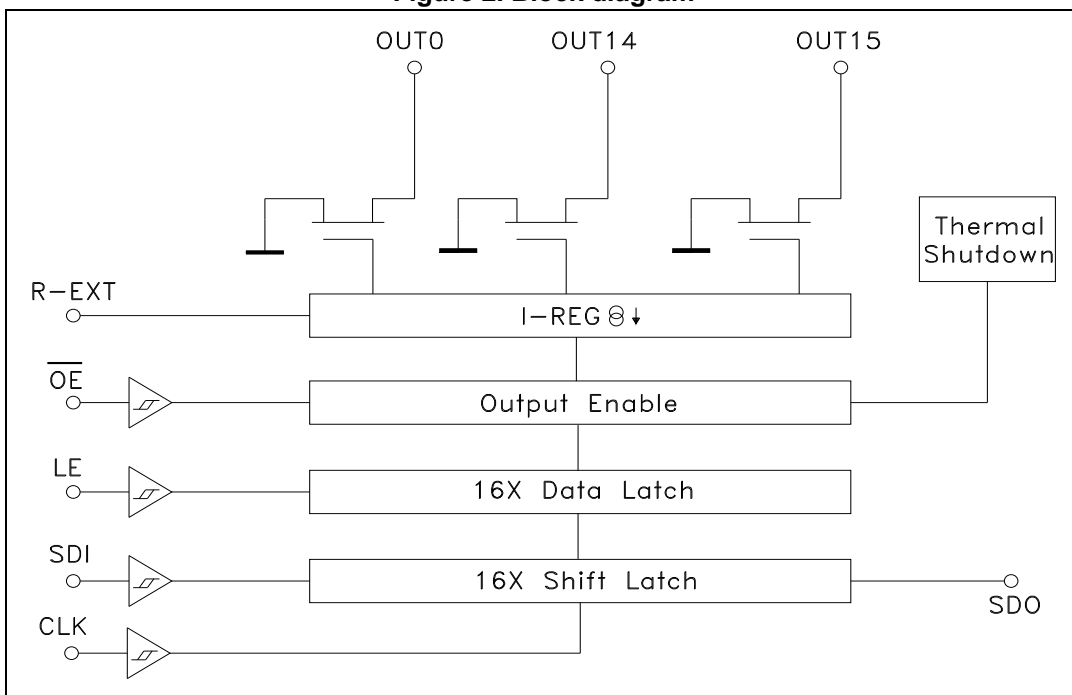 Figure 2. Block diagram
OUT0 OUT14 OUT15
Thermal
Shutdown
R-EXT
I-REG
OE
Output Enable
LE
16X Data Latch
SDI
16X Shift Latch
SDO
CLK